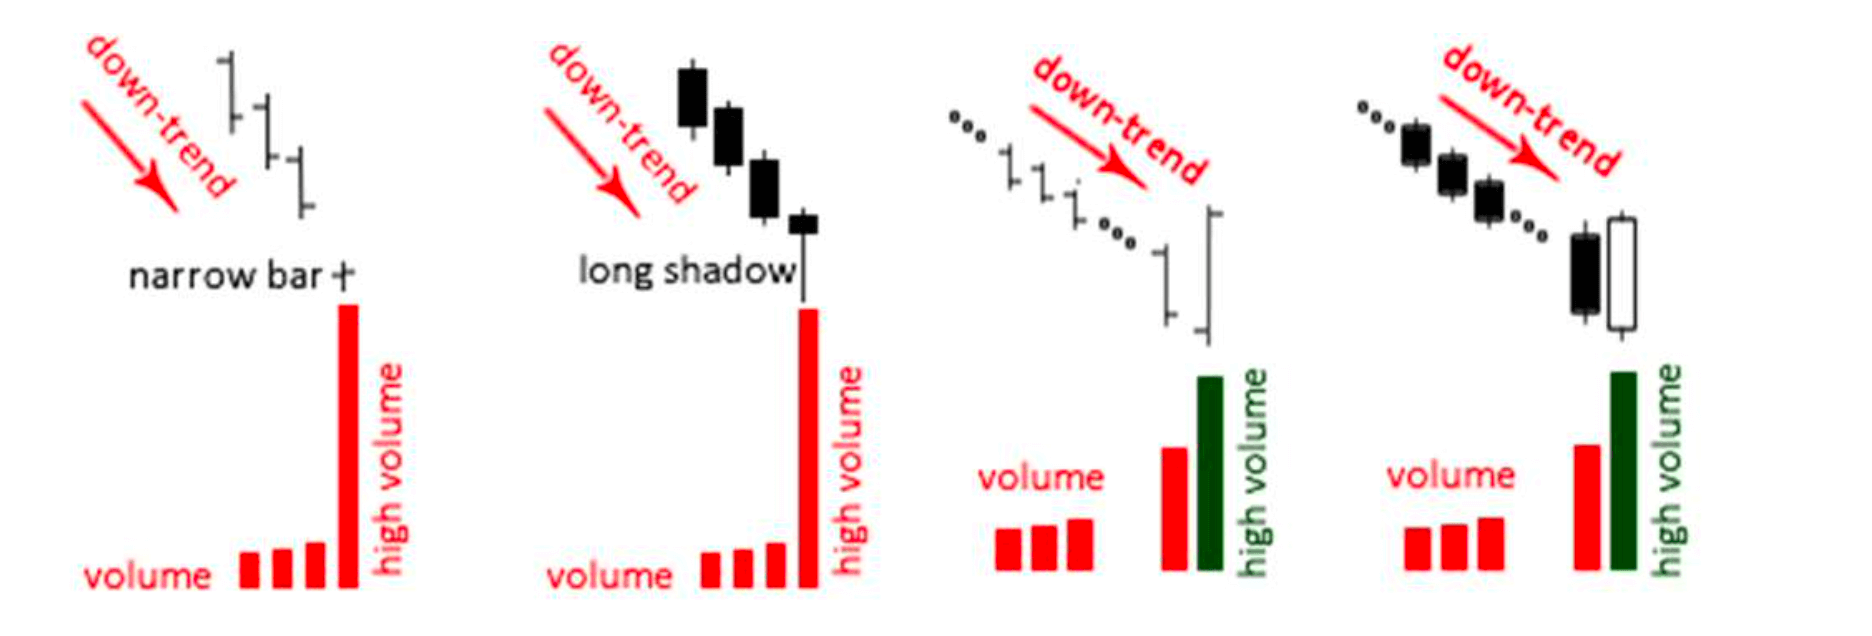 down-trend
narrow bar
volume
high volume
down-trend
long shadow
volume
high volume
down-trend
volume
high volume
down-trend
volume
high volume